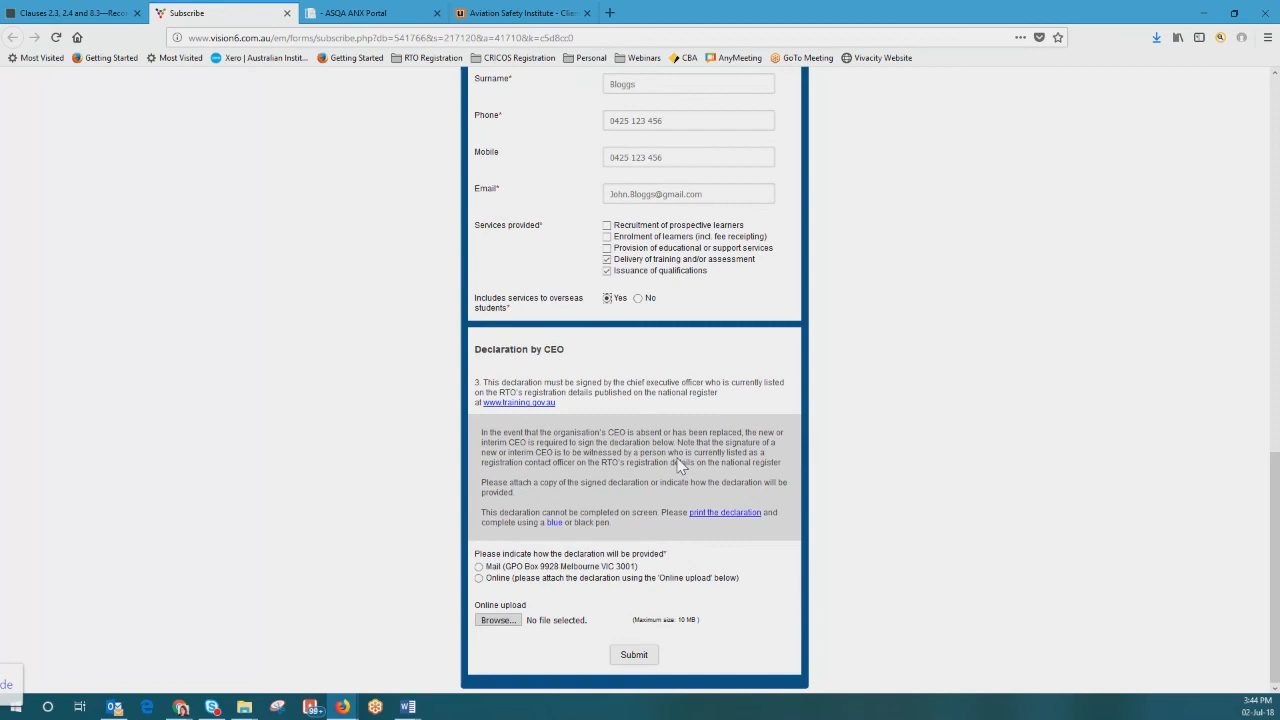 Clauses 2.3, 2.4 and 8.3—Recor
Subscribe
- ASQA ANX Portal
Aviation Safety Institute - Clien
www.vision6.com.au/em/forms/subscribe.php?db=541766&s=217120&a=41710&k=c5d8cc0
Most Visited
Getting Started
Most Visited
Xero | Australian Instit...
Getting Started
RTO Registration
CRICOS Registration
Personal
Webinars
CBA
AnyMeeting
GoTo Meeting
Vivacity Website
Surname*
Bloggs
Phone*
0425 123 456
Mobile
0425 123 456
Email*
John.Bloggs@gmail.com
Services provided*
Recruitment of prospective learners
Enrolment of learners (incl. fee receipting)
Provision of educational or support services
Delivery of training and/or assessment
Issuance of qualifications
Includes services to overseas
students*
Yes No
Declaration by CEO
3. This declaration must be signed by the chief executive officer who is currently listed
on the RTO's registration details published on the national register
at www.training.gov.au
In the event that the organisation's CEO is absent or has been replaced, the new or
interim CEO is required to sign the declaration below. Note that the signature of a
new or interim CEO is to be witnessed by a person who is currently listed as a
registration contact officer on the RTO's registration details on the national register
Please attach a copy of the signed declaration or indicate how the declaration will be
provided.
This declaration cannot be completed on screen. Please print the declaration and
complete using a blue or black pen.
Please indicate how the declaration will be provided*
Mail (GPO Box 9928 Melbourne VIC 3001)
Online (please attach the declaration using the 'Online upload' below)
Online upload
Browse... No file selected. (Maximum size: 10 MB )
Submit
de
99+
3:44 PM
02-Jul-18